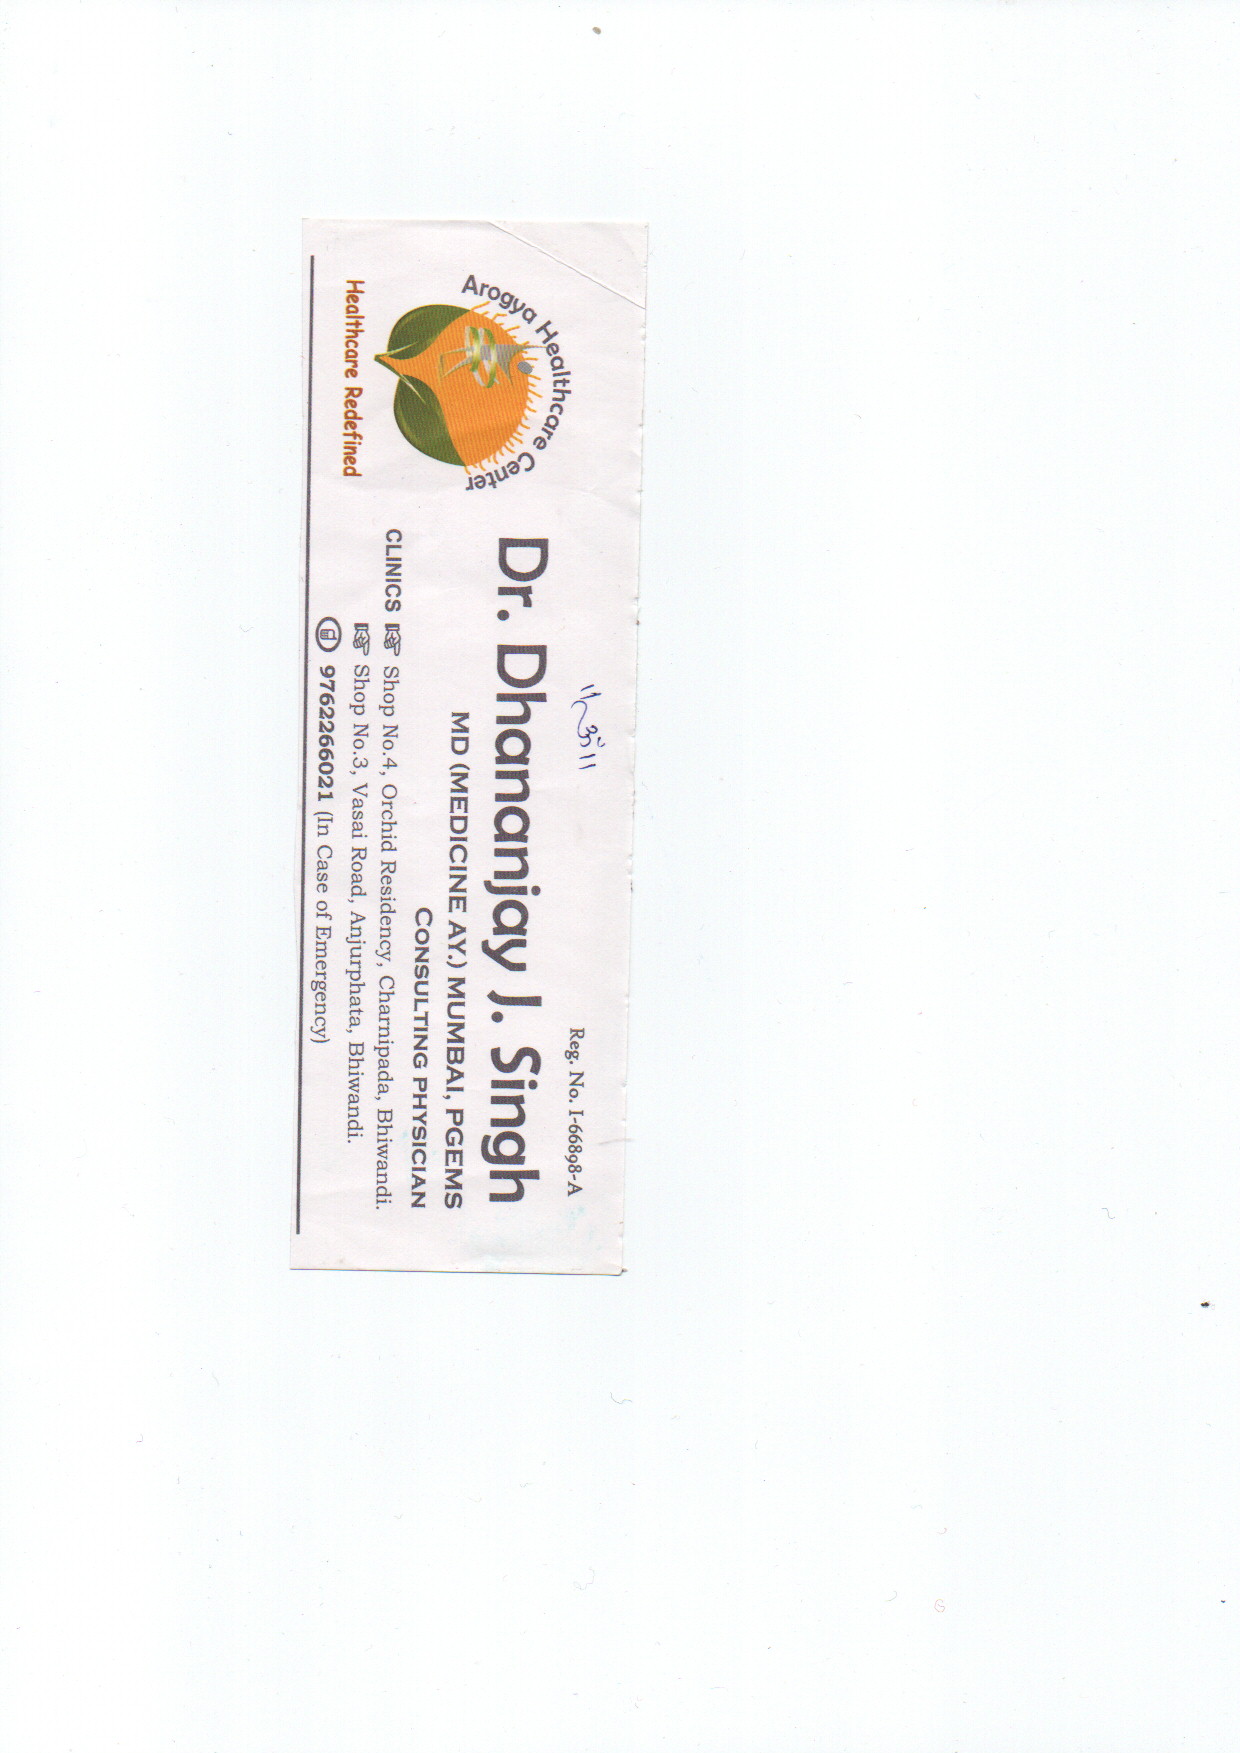 ॥ ॐ ॥
Reg. No. I-66898-A
Arogya Healthcare Center
Healthcare Redefined
Dr. Dhananjay J. Singh
MD (MEDICINE AY.) MUMBAI, PGEMS
CONSULTING PHYSICIAN
CLINICS ☞ Shop No.4, Orchid Residency, Charnipada, Bhiwandi.
☞ Shop No.3, Vasai Road, Anjurphata, Bhiwandi.
9762266021 (In Case of Emergency)